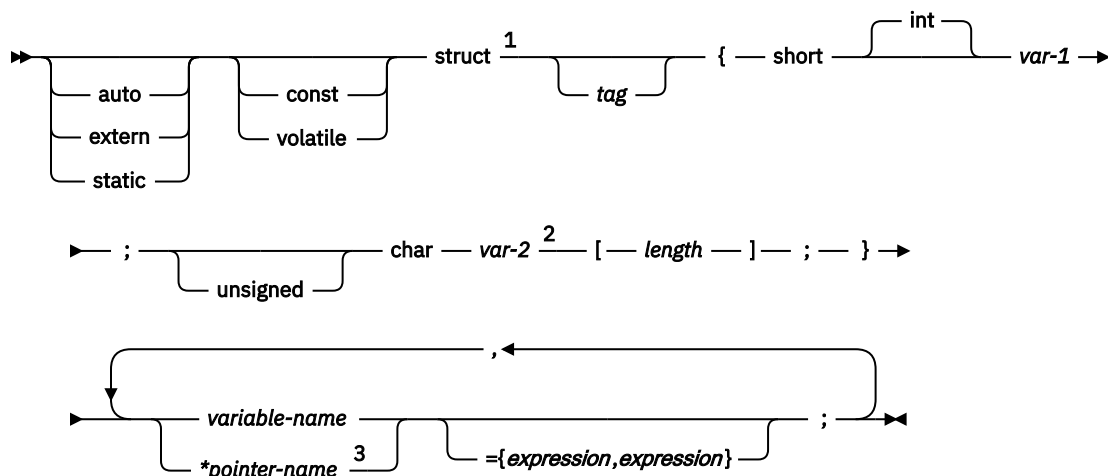 int
struct 1 { short var-1
auto const tag
extern volatile
static
; char var-2 2 [ length ] ; }
unsigned
,
variable-name ;
*pointer-name 3 ={expression,expression}